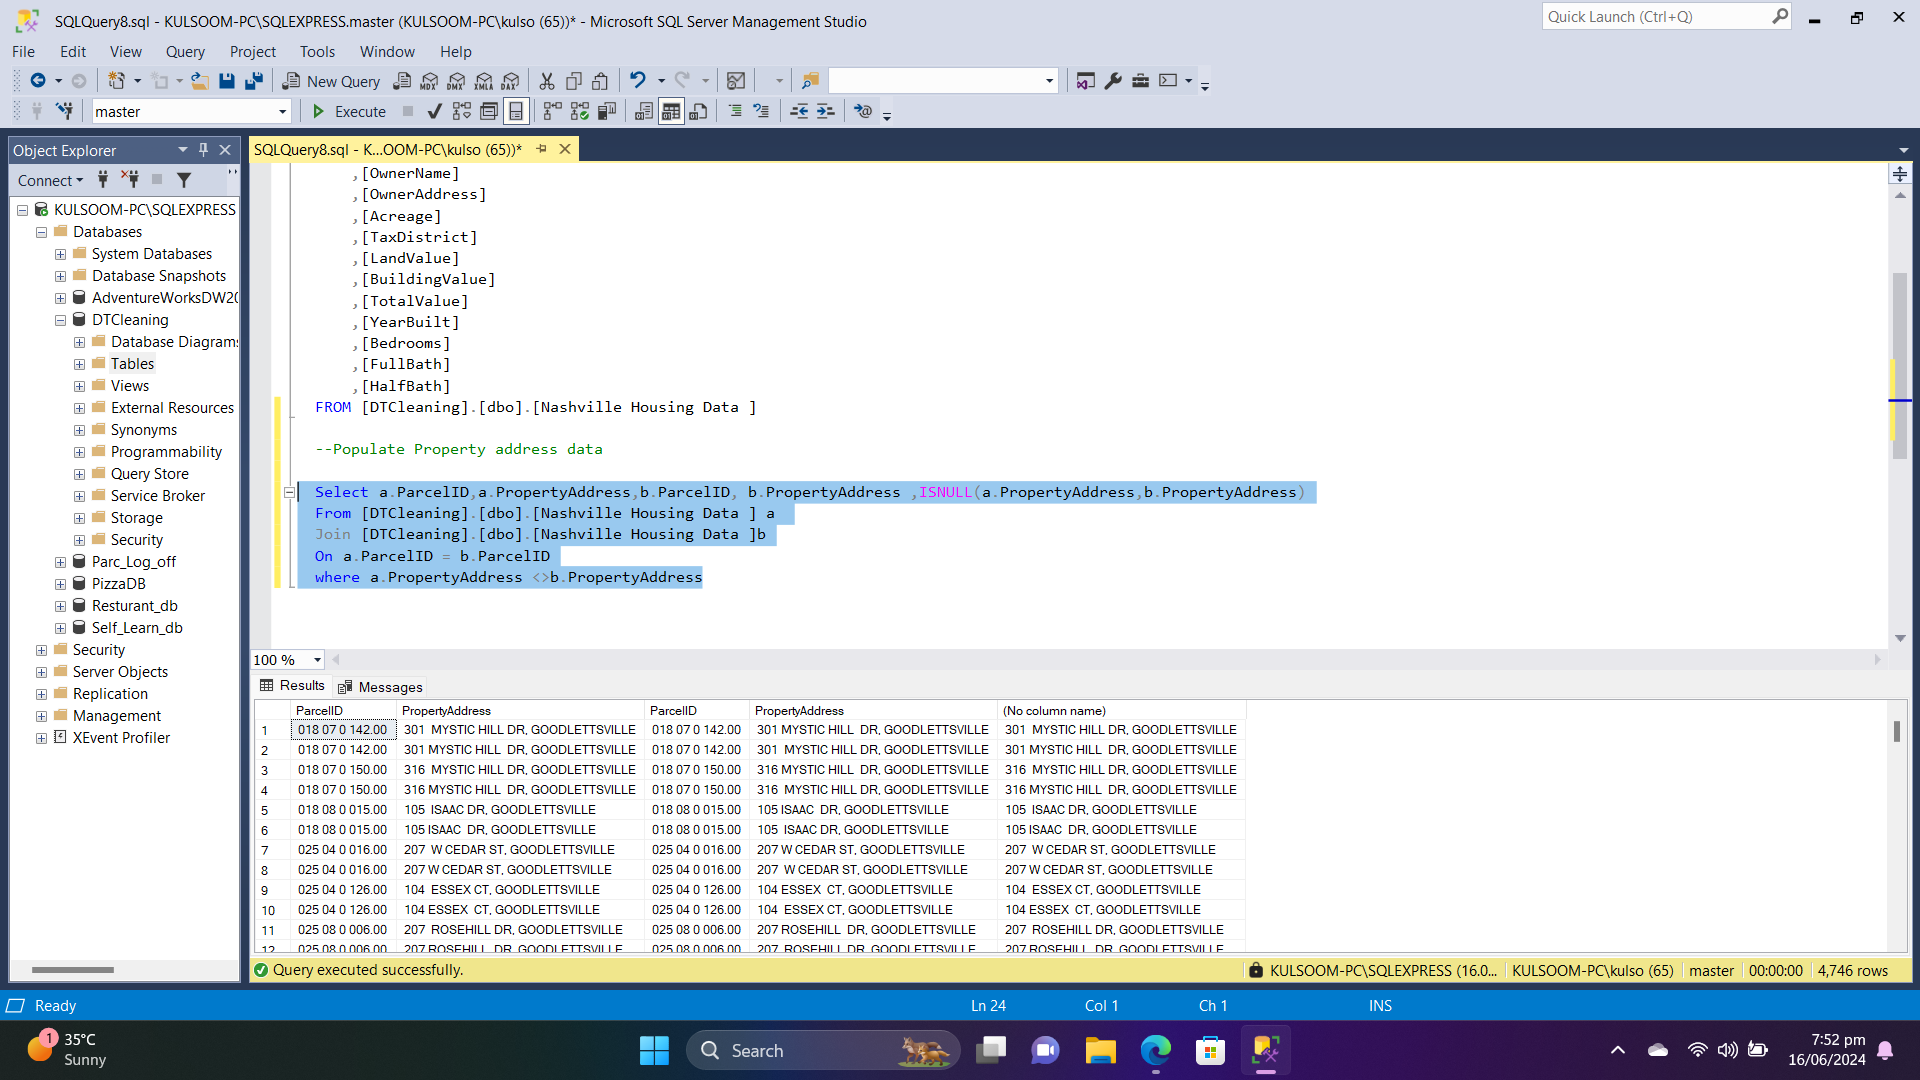 SQLQuery8.sql - KULSOOM-PC\SQLEXPRESS.master (KULSOOM-PC\kulso (65))* - Microsoft SQL Server Management Studio
Quick Launch (Ctrl+Q)
File Edit View Query Project Tools Window Help
New Query
MDX DMX XMLA DAX
master
Execute
Object Explorer
SQLQuery8.sql - K...OOM-PC\kulso (65))*
Connect
KULSOOM-PC\SQLEXPRESS
Databases
System Databases
Database Snapshots
AdventureWorksDW20
DTCleaning
Database Diagrams
Tables
Views
External Resources
Synonyms
Programmability
Query Store
Service Broker
Storage
Security
Parc_Log_off
PizzaDB
Resturant_db
Self_Learn_db
Security
Server Objects
Replication
Management
XEvent Profiler
,[OwnerName]
,[OwnerAddress]
,[Acreage]
,[TaxDistrict]
,[LandValue]
,[BuildingValue]
,[TotalValue]
,[YearBuilt]
,[Bedrooms]
,[FullBath]
,[HalfBath]
FROM [DTCleaning].[dbo].[Nashville Housing Data ]
--Populate Property address data
Select a.ParcelID,a.PropertyAddress,b.ParcelID, b.PropertyAddress ,ISNULL(a.PropertyAddress,b.PropertyAddress)
From [DTCleaning].[dbo].[Nashville Housing Data ] a
Join [DTCleaning].[dbo].[Nashville Housing Data ]b
On a.ParcelID = b.ParcelID
where a.PropertyAddress <>b.PropertyAddress
100 %
Results Messages
ParcelID PropertyAddress ParcelID PropertyAddress (No column name)
1 018 07 0 142.00 301  MYSTIC HILL DR, GOODLETTSVILLE 018 07 0 142.00 301 MYSTIC HILL  DR, GOODLETTSVILLE 301  MYSTIC HILL DR, GOODLETTSVILLE
2 018 07 0 142.00 301 MYSTIC HILL  DR, GOODLETTSVILLE 018 07 0 142.00 301  MYSTIC HILL DR, GOODLETTSVILLE 301 MYSTIC HILL  DR, GOODLETTSVILLE
3 018 07 0 150.00 316  MYSTIC HILL DR, GOODLETTSVILLE 018 07 0 150.00 316 MYSTIC HILL  DR, GOODLETTSVILLE 316  MYSTIC HILL DR, GOODLETTSVILLE
4 018 07 0 150.00 316 MYSTIC HILL  DR, GOODLETTSVILLE 018 07 0 150.00 316  MYSTIC HILL DR, GOODLETTSVILLE 316 MYSTIC HILL  DR, GOODLETTSVILLE
5 018 08 0 015.00 105  ISAAC DR, GOODLETTSVILLE 018 08 0 015.00 105 ISAAC  DR, GOODLETTSVILLE 105  ISAAC DR, GOODLETTSVILLE
6 018 08 0 015.00 105 ISAAC  DR, GOODLETTSVILLE 018 08 0 015.00 105  ISAAC DR, GOODLETTSVILLE 105 ISAAC  DR, GOODLETTSVILLE
7 025 04 0 016.00 207  W CEDAR ST, GOODLETTSVILLE 025 04 0 016.00 207 W CEDAR ST, GOODLETTSVILLE 207  W CEDAR ST, GOODLETTSVILLE
8 025 04 0 016.00 207 W CEDAR ST, GOODLETTSVILLE 025 04 0 016.00 207  W CEDAR ST, GOODLETTSVILLE 207 W CEDAR ST, GOODLETTSVILLE
9 025 04 0 126.00 104  ESSEX CT, GOODLETTSVILLE 025 04 0 126.00 104 ESSEX  CT, GOODLETTSVILLE 104  ESSEX CT, GOODLETTSVILLE
10 025 04 0 126.00 104 ESSEX  CT, GOODLETTSVILLE 025 04 0 126.00 104  ESSEX CT, GOODLETTSVILLE 104 ESSEX  CT, GOODLETTSVILLE
11 025 08 0 006.00 207  ROSEHILL DR, GOODLETTSVILLE 025 08 0 006.00 207 ROSEHILL  DR, GOODLETTSVILLE 207  ROSEHILL DR, GOODLETTSVILLE
12 025 08 0 006.00 207 ROSEHILL  DR, GOODLETTSVILLE 025 08 0 006.00 207  ROSEHILL DR, GOODLETTSVILLE 207 ROSEHILL  DR, GOODLETTSVILLE
Query executed successfully.
KULSOOM-PC\SQLEXPRESS (16.0... KULSOOM-PC\kulso (65) master 00:00:00 4,746 rows
Ready Ln 24 Col 1 Ch 1 INS
1
35°C
Sunny
Search
7:52 pm
16/06/2024